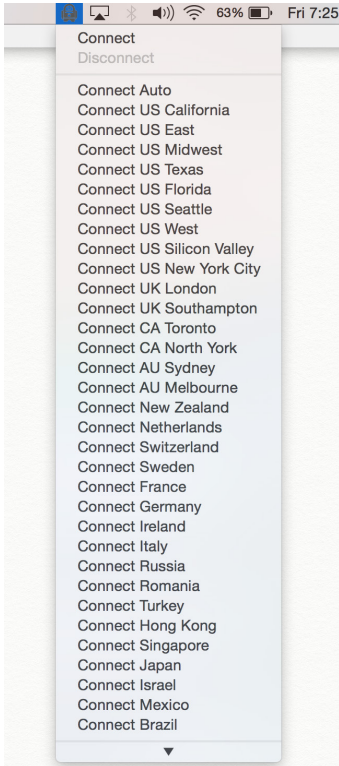 63% Fri 7:25
Connect
Disconnect
Connect Auto
Connect US California
Connect US East
Connect US Midwest
Connect US Texas
Connect US Florida
Connect US Seattle
Connect US West
Connect US Silicon Valley
Connect US New York City
Connect UK London
Connect UK Southampton
Connect CA Toronto
Connect CA North York
Connect AU Sydney
Connect AU Melbourne
Connect New Zealand
Connect Netherlands
Connect Switzerland
Connect Sweden
Connect France
Connect Germany
Connect Ireland
Connect Italy
Connect Russia
Connect Romania
Connect Turkey
Connect Hong Kong
Connect Singapore
Connect Japan
Connect Israel
Connect Mexico
Connect Brazil